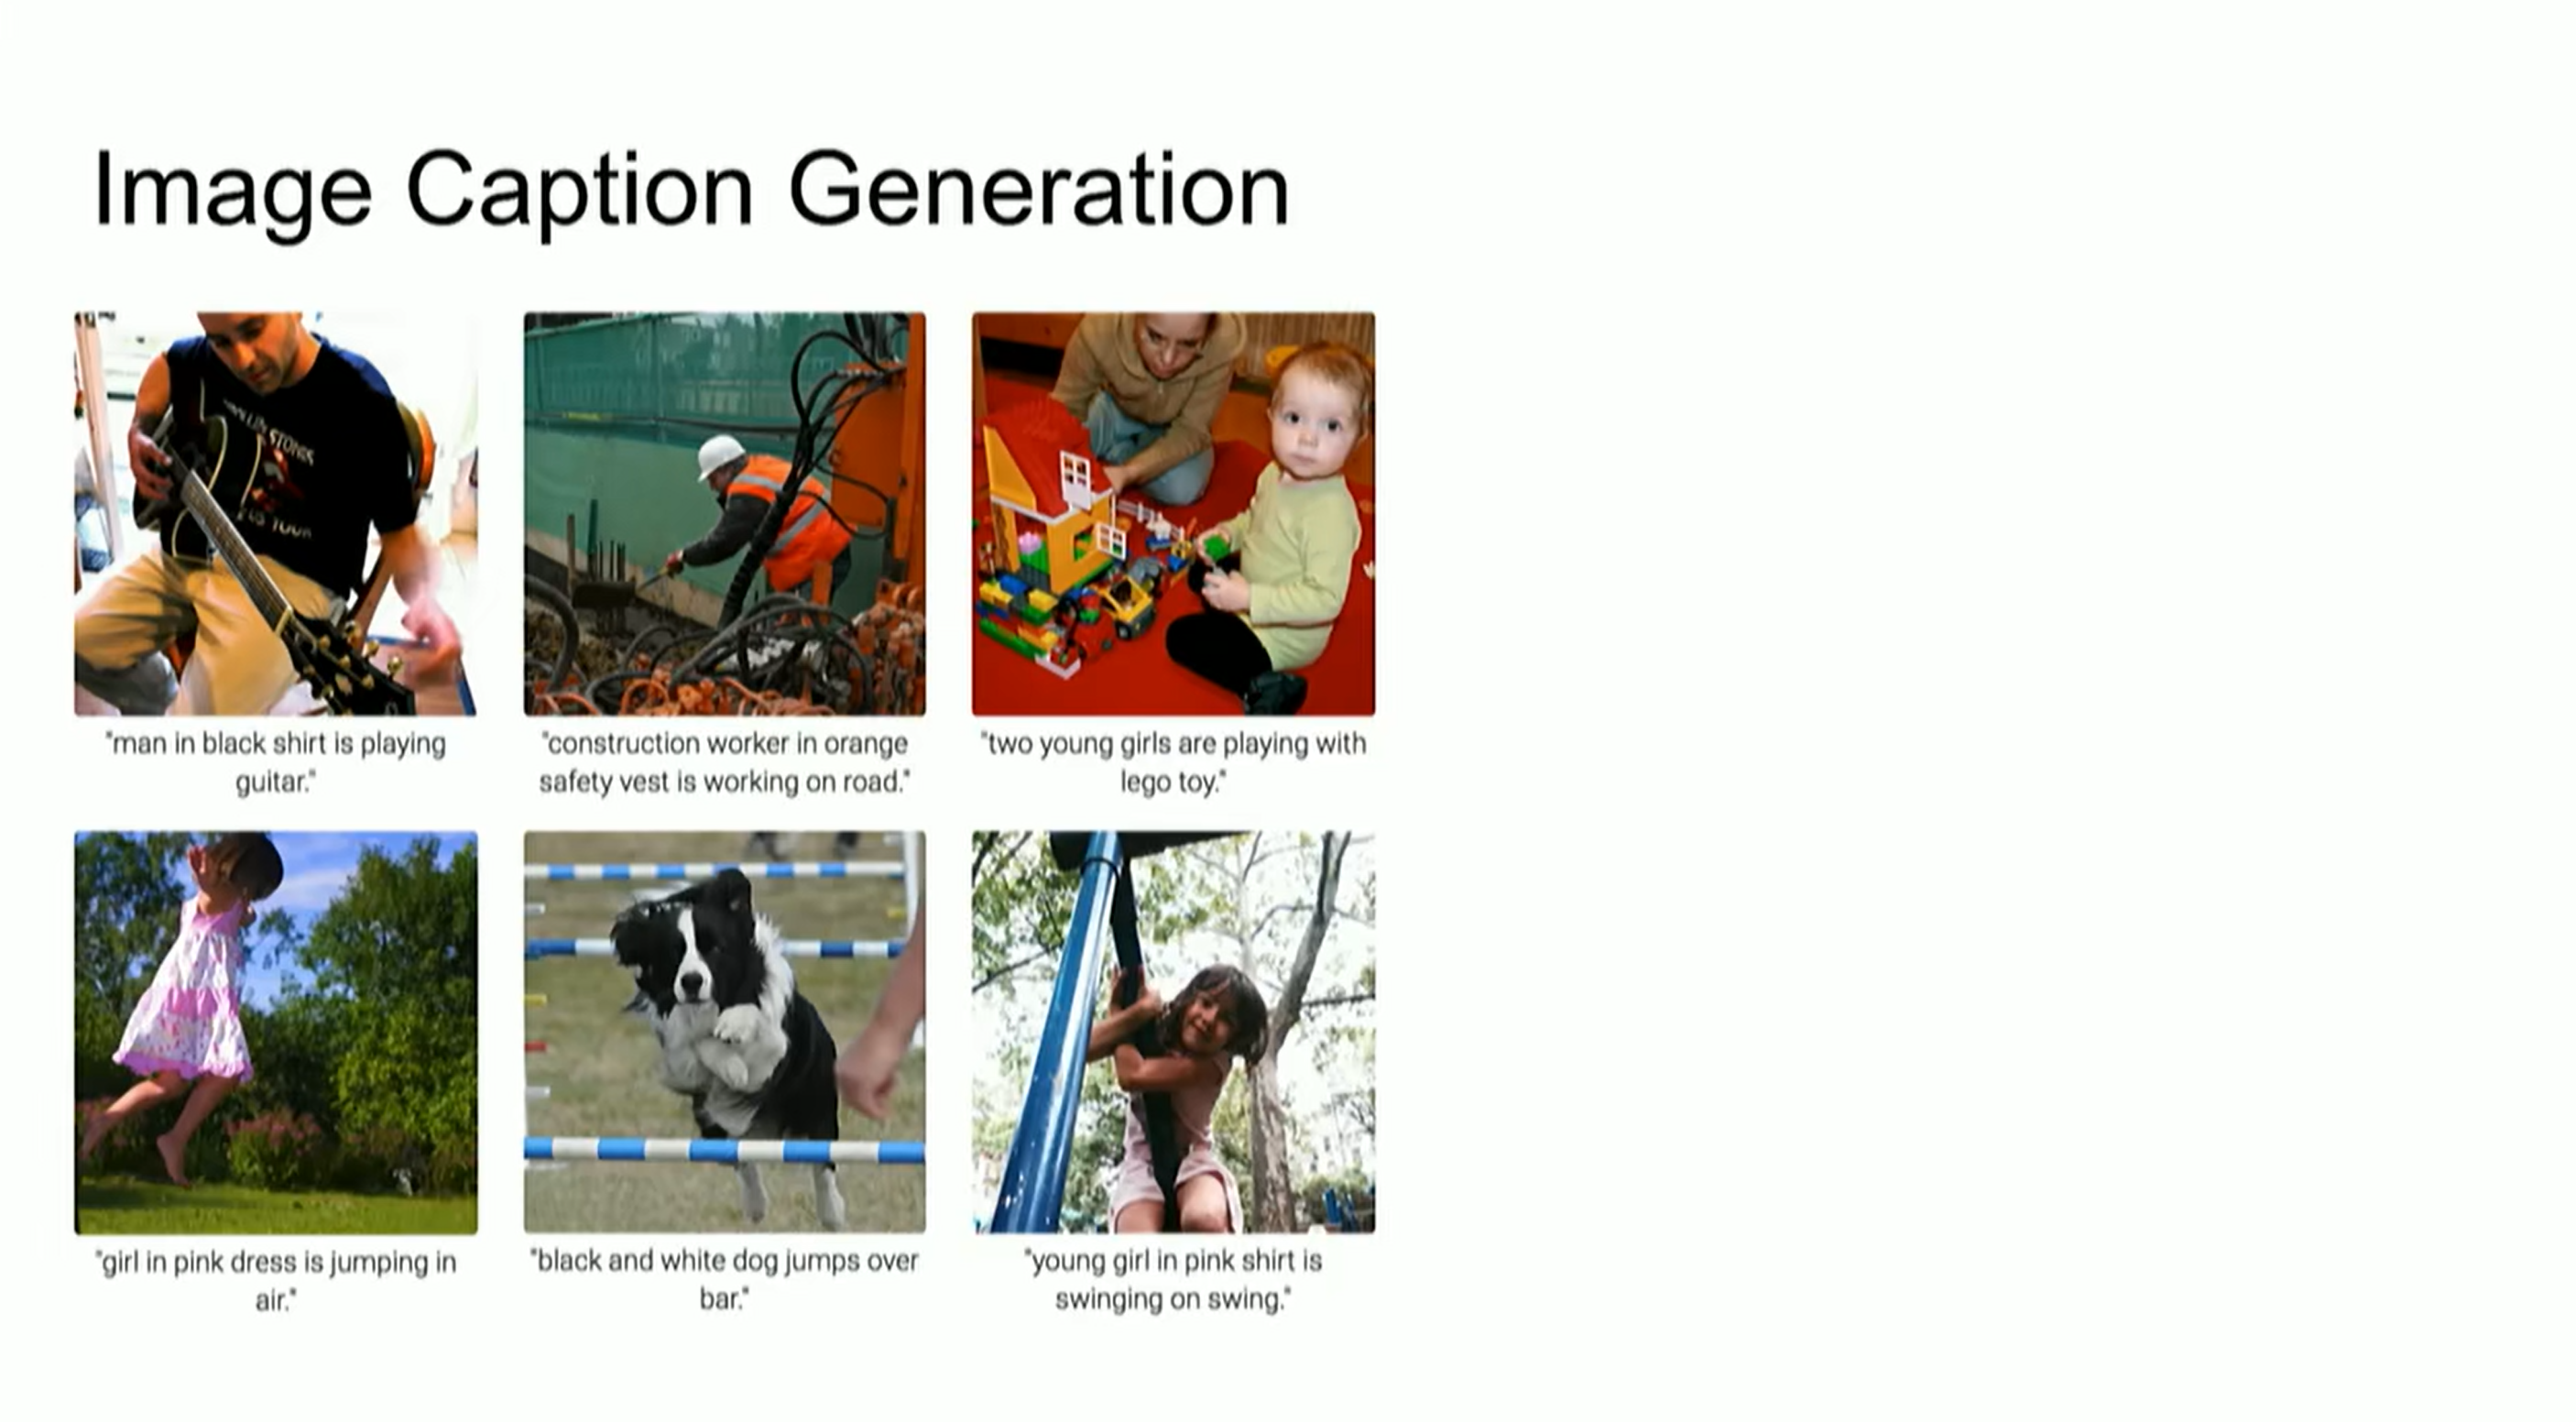 Image Caption Generation
"man in black shirt is playing
guitar."
"construction worker in orange
safety vest is working on road."
"two young girls are playing with
lego toy."
"girl in pink dress is jumping in
air."
"black and white dog jumps over
bar."
"young girl in pink shirt is
swinging on swing."